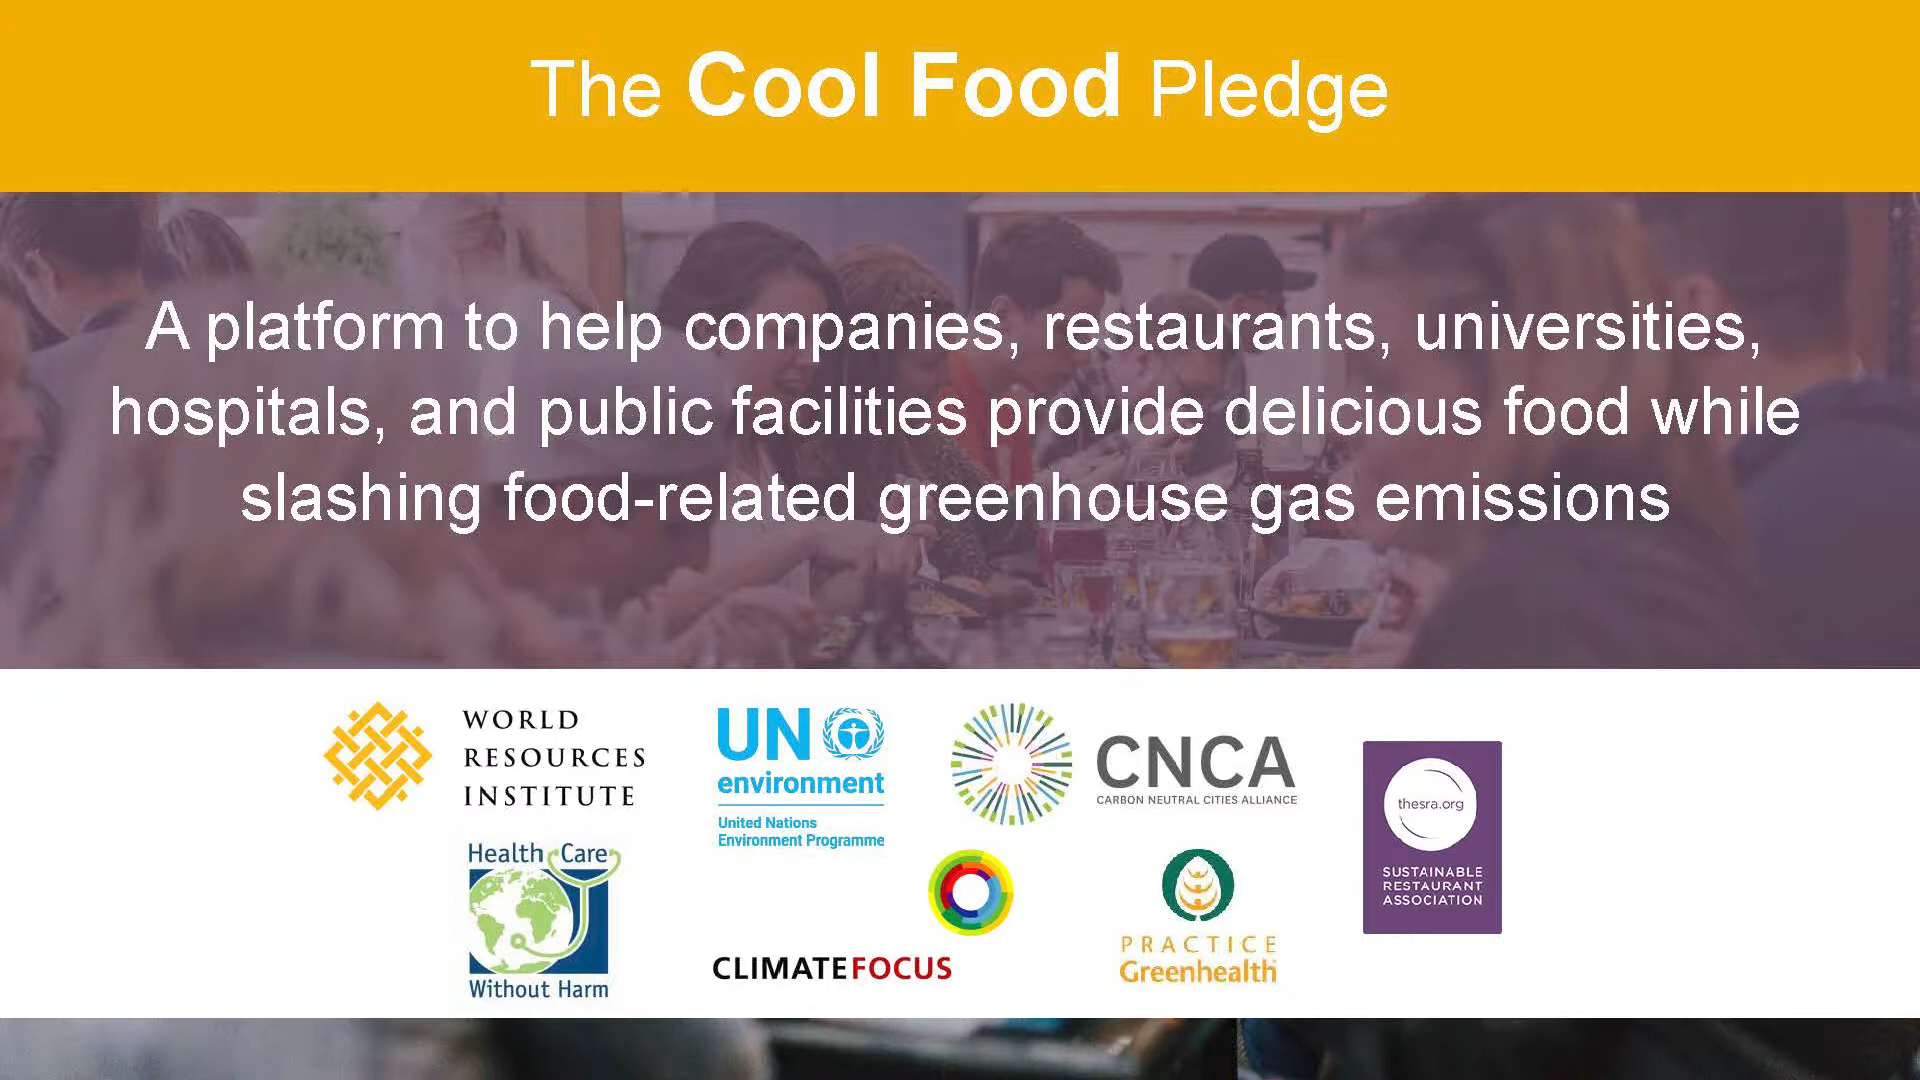 The Cool Food Pledge
A platform to help companies, restaurants, universities,
hospitals, and public facilities provide delicious food while
slashing food-related greenhouse gas emissions
WORLD
RESOURCES
INSTITUTE
UN
environment
United Nations
Environment Programme
CNCA
CARBON NEUTRAL CITIES ALLIANCE
thesra.org
SUSTAINABLE
RESTAURANT
ASSOCIATION
Health Care
Without Harm
CLIMATEFOCUS
PRACTICE
Greenhealth